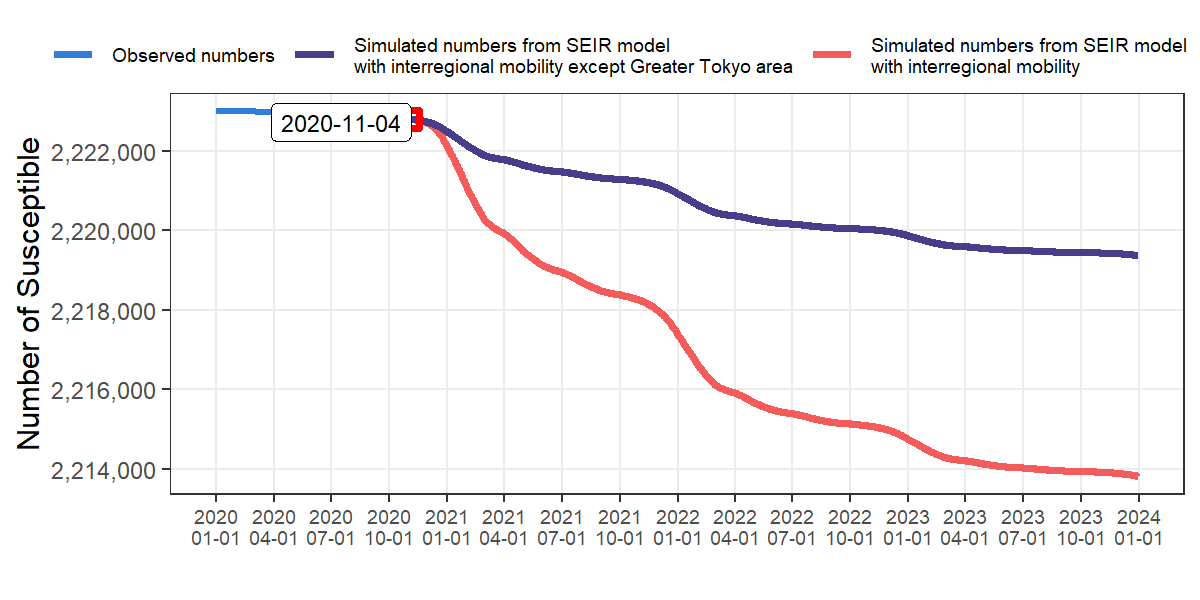 Observed numbers
Simulated numbers from SEIR model
with interregional mobility except Greater Tokyo area
Simulated numbers from SEIR model
with interregional mobility
2020-11-04
Number of Susceptible
2,222,000
2,220,000
2,218,000
2,216,000
2,214,000
2020 2020 2020 2020 2021 2021 2021 2021 2022 2022 2022 2022 2023 2023 2023 2023 2024
01-01 04-01 07-01 10-01 01-01 04-01 07-01 10-01 01-01 04-01 07-01 10-01 01-01 04-01 07-01 10-01 01-01